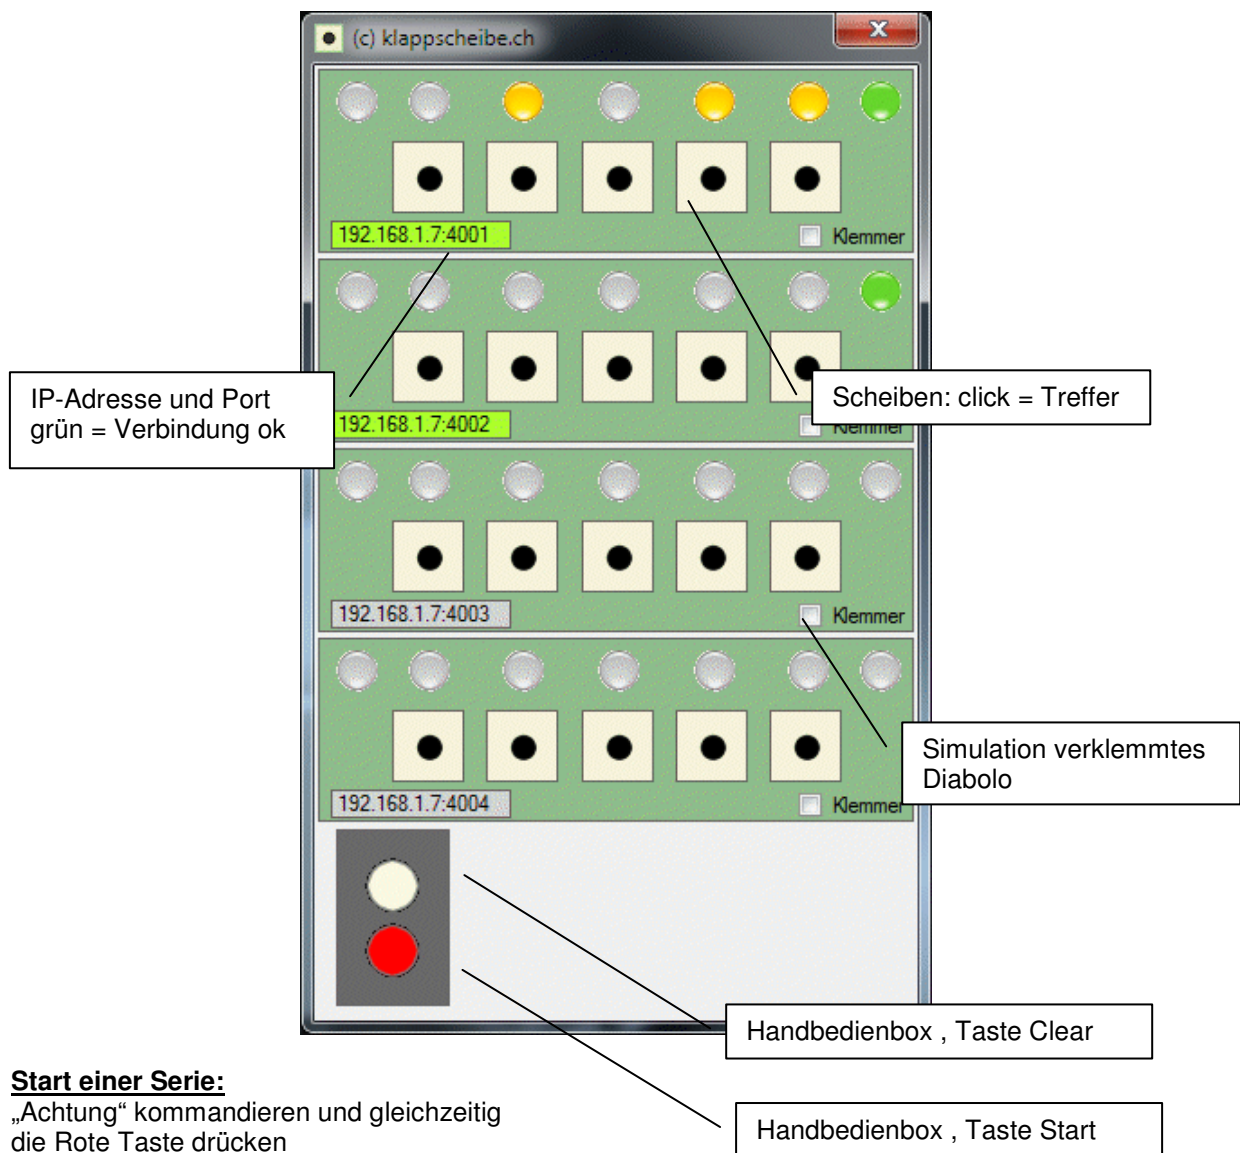 (c) klappscheibe.ch
x
192.168.1.7:4001
Klemmer
IP-Adresse und Port
grün = Verbindung ok
Scheiben: click = Treffer
192.168.1.7:4002
Klemmer
192.168.1.7:4003
Klemmer
Simulation verklemmtes
Diabolo
192.168.1.7:4004
Klemmer
Handbedienbox , Taste Clear
Start einer Serie:
„Achtung“ kommandieren und gleichzeitig
die Rote Taste drücken
Handbedienbox , Taste Start